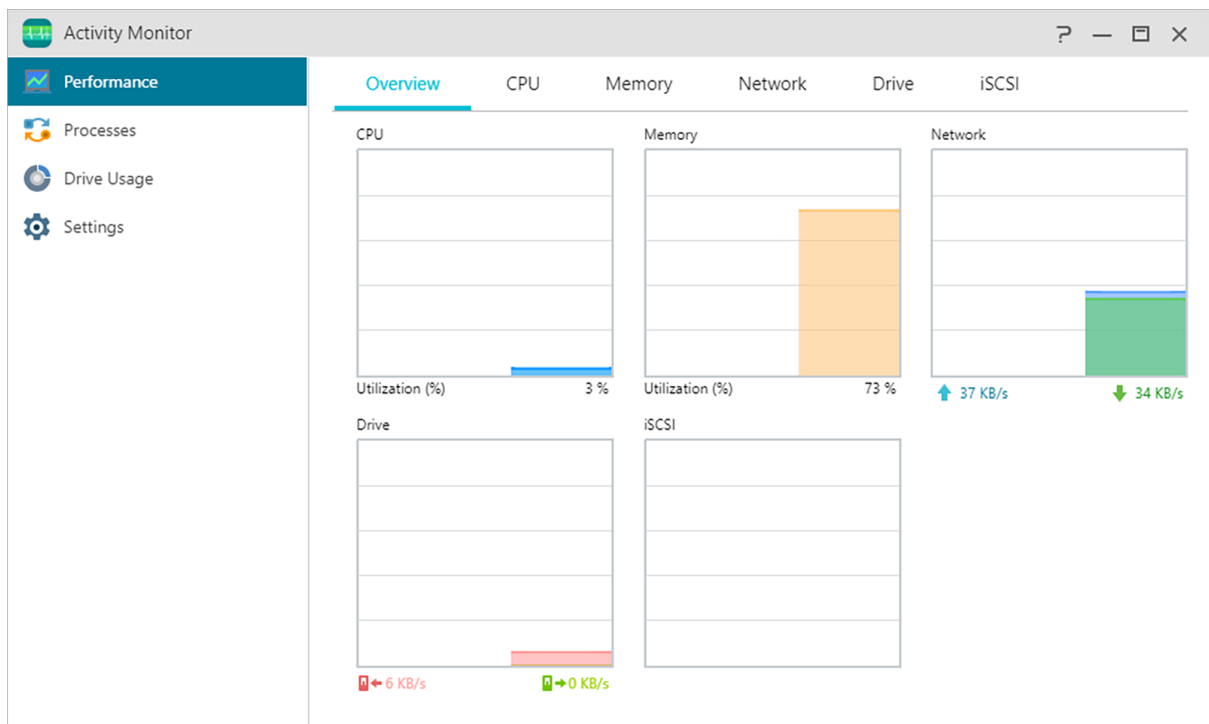 Activity Monitor
Performance
Processes
Drive Usage
Settings
Overview CPU Memory Network Drive iSCSI
CPU
Utilization (%) 3 %
Memory
Utilization (%) 73 %
Network
37 KB/s 34 KB/s
Drive
6 KB/s 0 KB/s
iSCSI